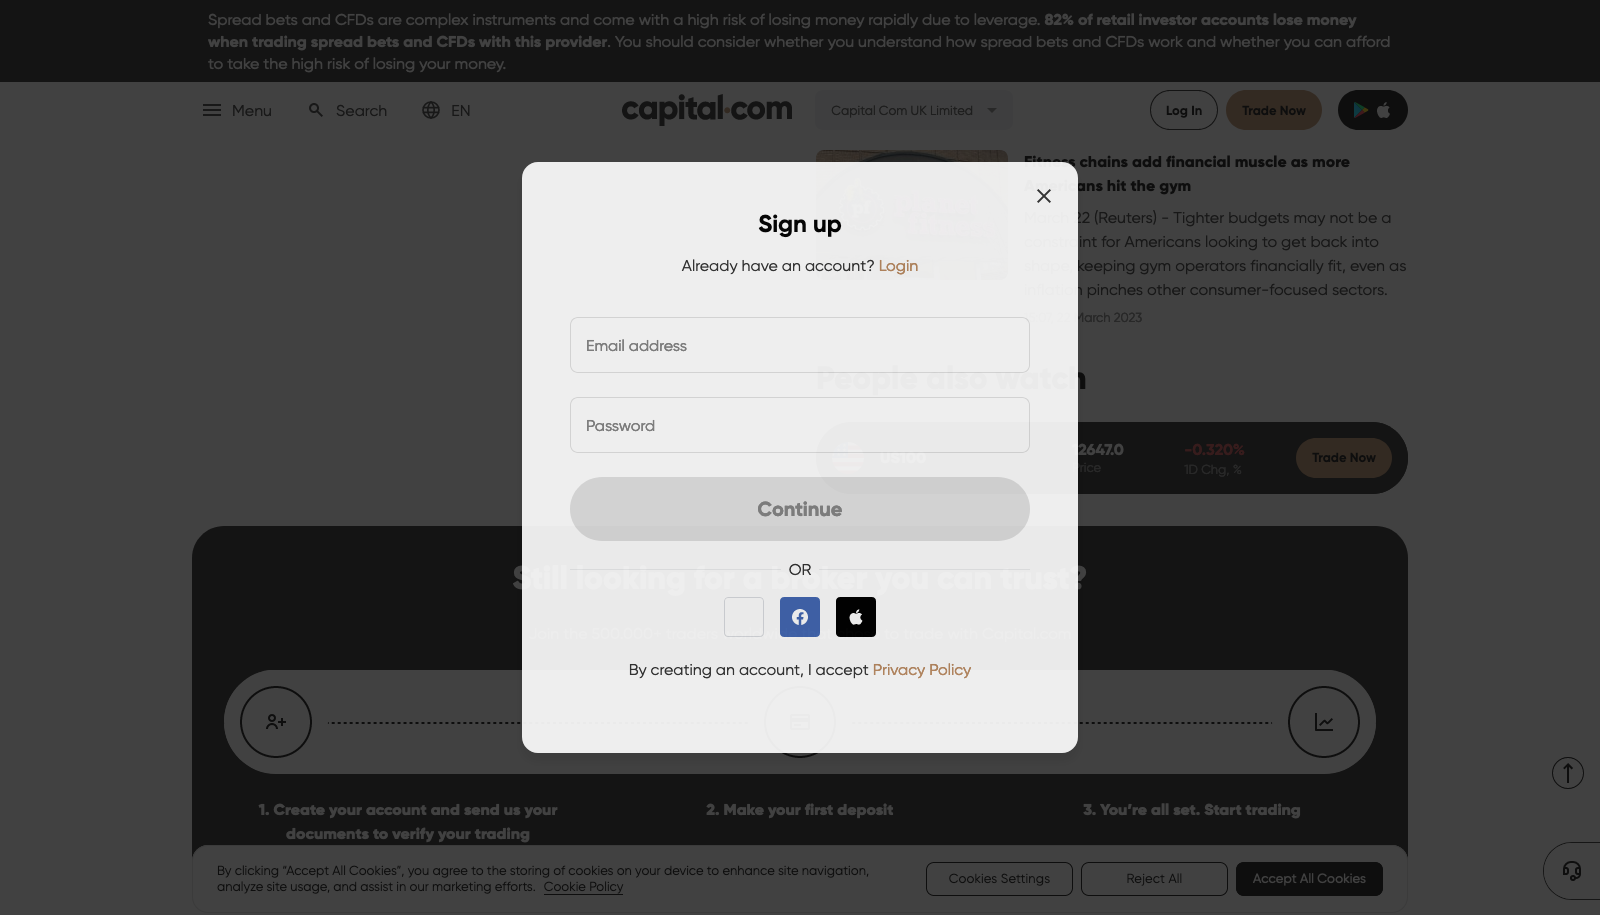 Spread bets and CFDs are complex instruments and come with a high risk of losing money rapidly due to leverage. 82% of retail investor accounts lose money
when trading spread bets and CFDs with this provider. You should consider whether you understand how spread bets and CFDs work and whether you can afford
to take the high risk of losing your money.
Menu
Search
EN
capital.com
Capital Com UK Limited
Log In
Trade Now
Fitness chains add financial muscle as more
Americans hit the gym
22 (Reuters) - Tighter budgets may not be a
for Americans looking to get back into
keeping gym operators financially fit, even as
pinches other consumer-focused sectors.
March 2023
Sign up
Already have an account? Login
Email address
Password
Continue
OR
By creating an account, I accept Privacy Policy
People also watch
2647.0
Price
-0.320%
1D Chg, %
Trade Now
Still looking for a broker you can trust?
1. Create your account and send us your
documents to verify your trading
2. Make your first deposit
3. You're all set. Start trading
By clicking "Accept All Cookies", you agree to the storing of cookies on your device to enhance site navigation,
analyze site usage, and assist in our marketing efforts. Cookie Policy
Cookies Settings
Reject All
Accept All Cookies